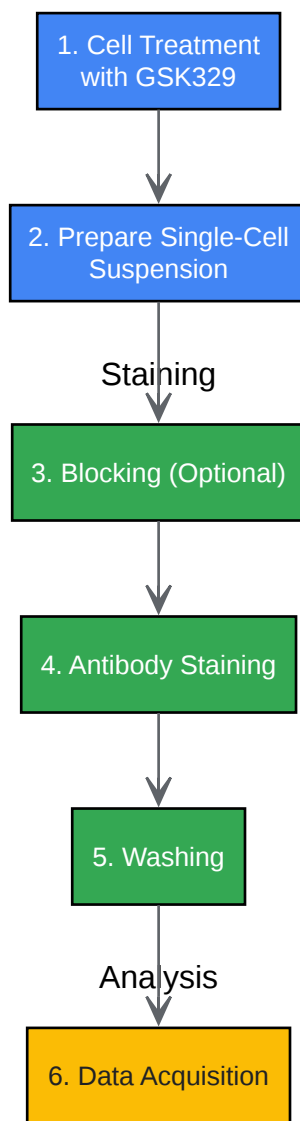 1. Cell Treatment
with GSK329
2. Prepare Single-Cell
Suspension
Staining
3. Blocking (Optional)
4. Antibody Staining
5. Washing
Analysis
6. Data Acquisition